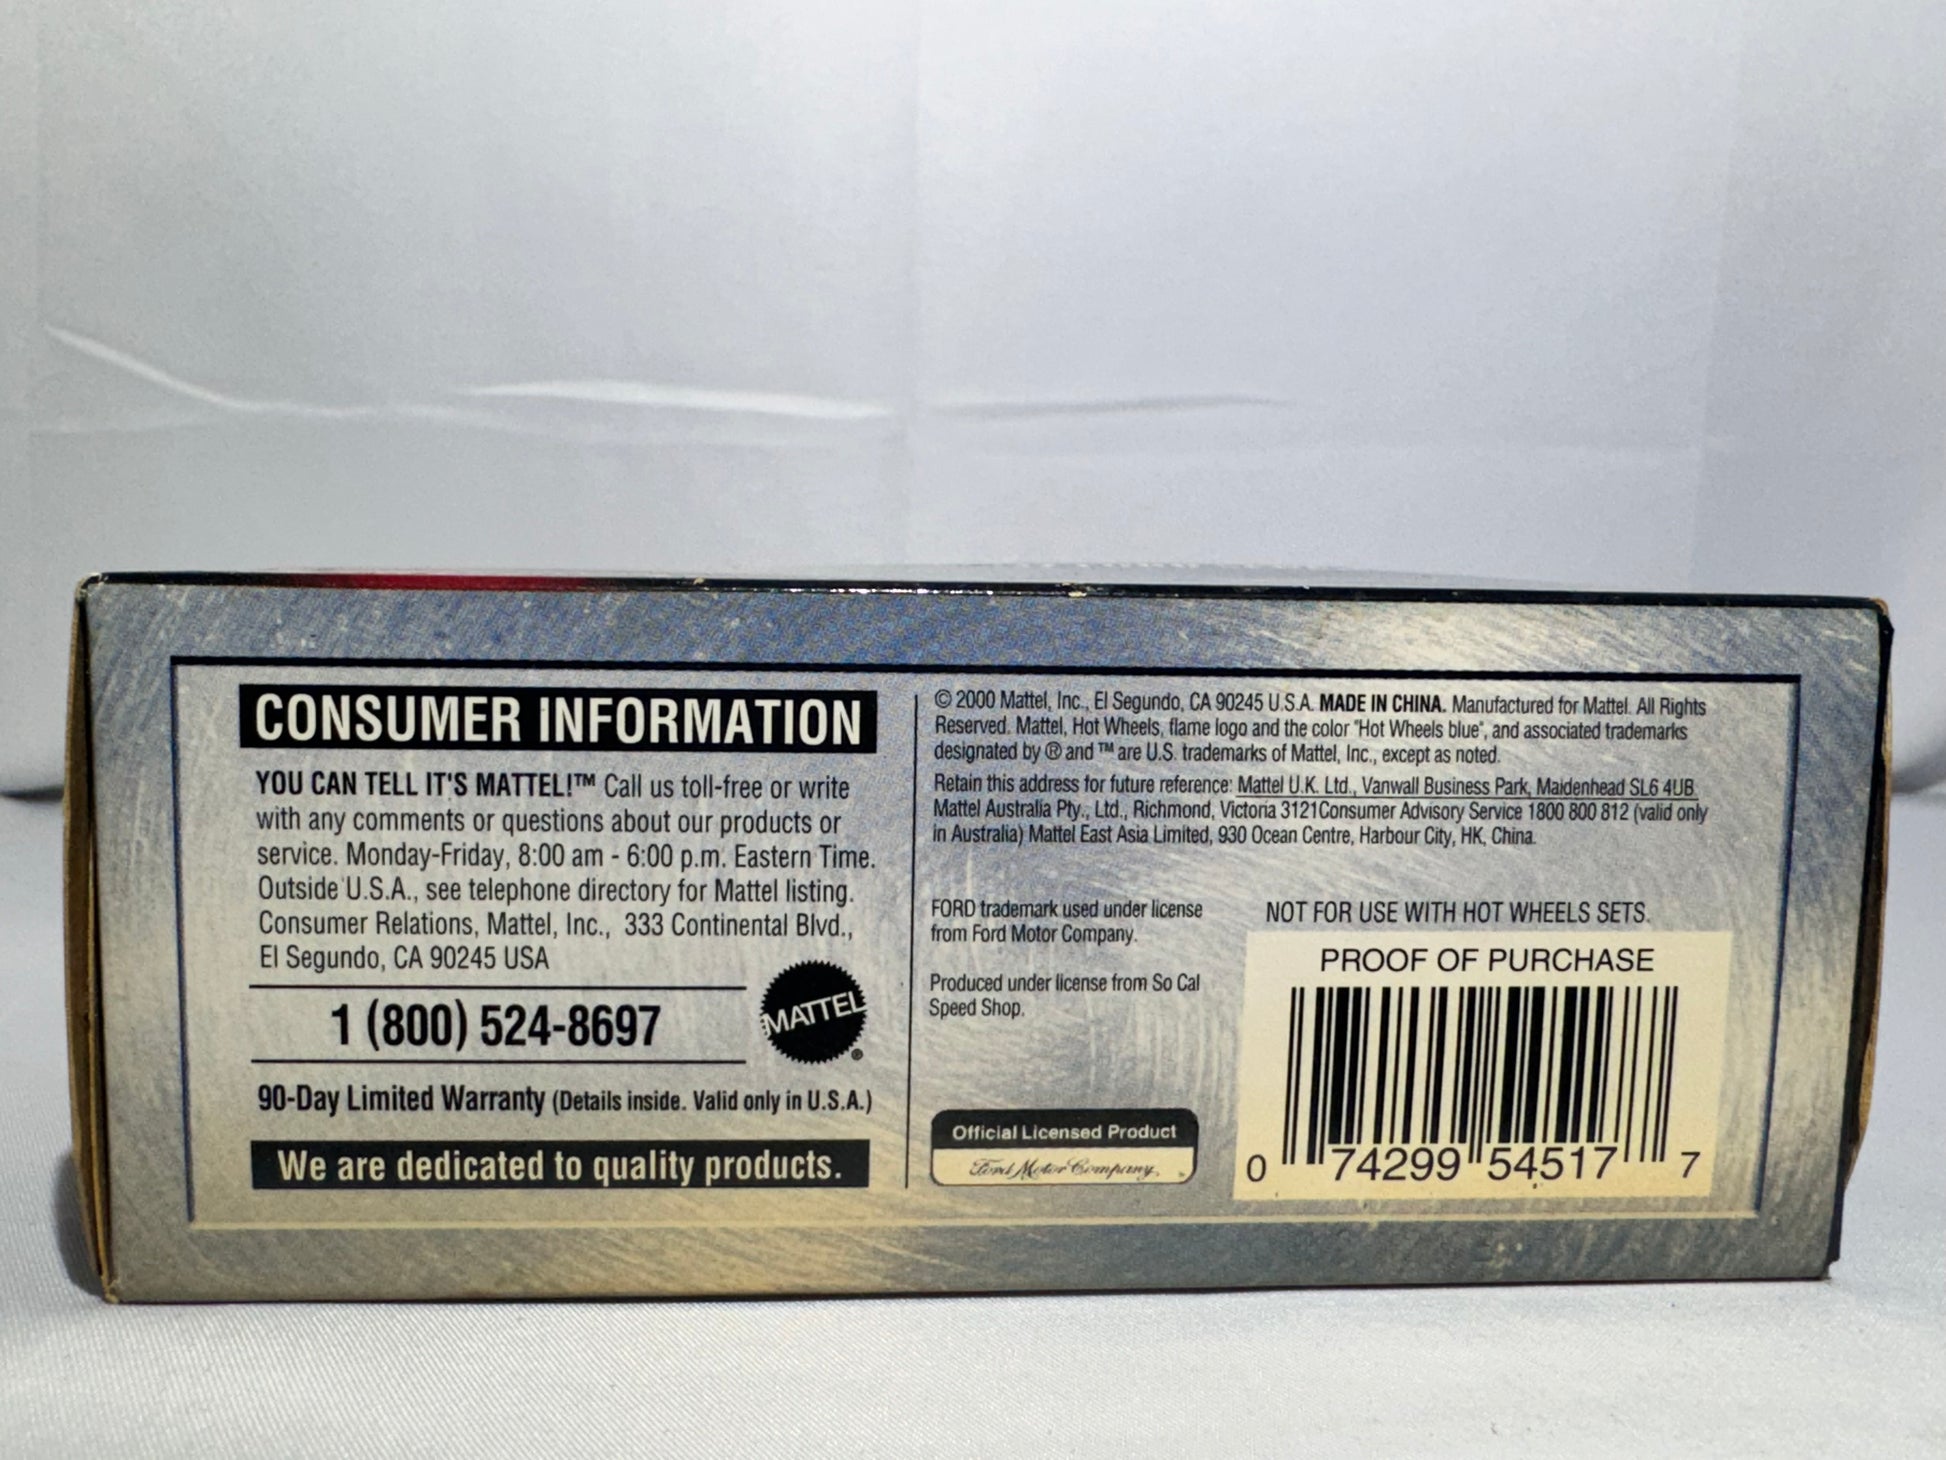 CONSUMER INFORMATION
YOU CAN TELL IT'S MATTEL!™ Call us toll-free or write
with any comments or questions about our products or
service. Monday-Friday, 8:00 am - 6:00 p.m. Eastern Time.
Outside U.S.A., see telephone directory for Mattel listing.
Consumer Relations, Mattel, Inc., 333 Continental Blvd.,
El Segundo, CA 90245 USA
1 (800) 524-8697
MATTEL
®
90-Day Limited Warranty (Details inside. Valid only in U.S.A.)
We are dedicated to quality products.
© 2000 Mattel, Inc., El Segundo, CA 90245 U.S.A. MADE IN CHINA. Manufactured for Mattel. All Rights
Reserved. Mattel, Hot Wheels, flame logo and the color "Hot Wheels blue", and associated trademarks
designated by ® and ™ are U.S. trademarks of Mattel, Inc., except as noted.
Retain this address for future reference: Mattel U.K. Ltd., Vanwall Business Park, Maidenhead SL6 4UB.
Mattel Australia Pty., Ltd., Richmond, Victoria 3121Consumer Advisory Service 1800 800 812 (valid only
in Australia) Mattel East Asia Limited, 930 Ocean Centre, Harbour City, HK, China.
FORD trademark used under license
from Ford Motor Company.
Produced under license from So Cal
Speed Shop.
Official Licensed Product
Ford Motor Company
NOT FOR USE WITH HOT WHEELS SETS.
PROOF OF PURCHASE
0 74299 54517 7